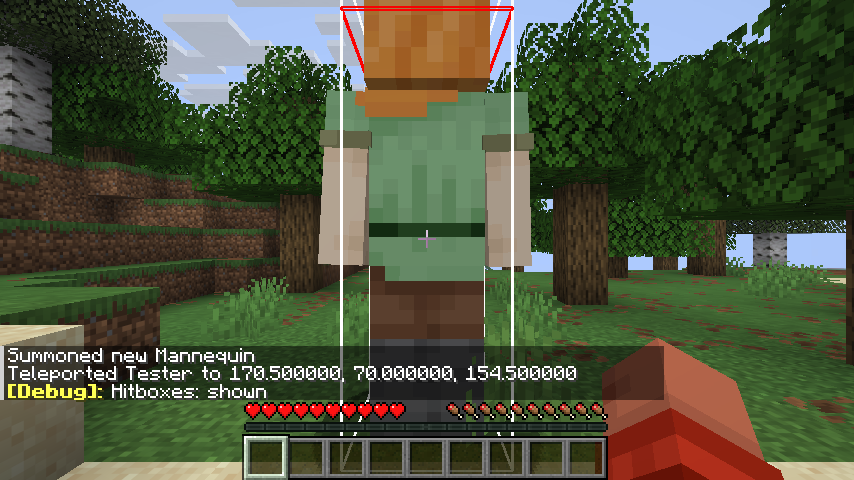 Summoned new Mannequin
Teleported Tester to 170.500000, 70.000000, 154.500000
[Debug]: Hitboxes: shown